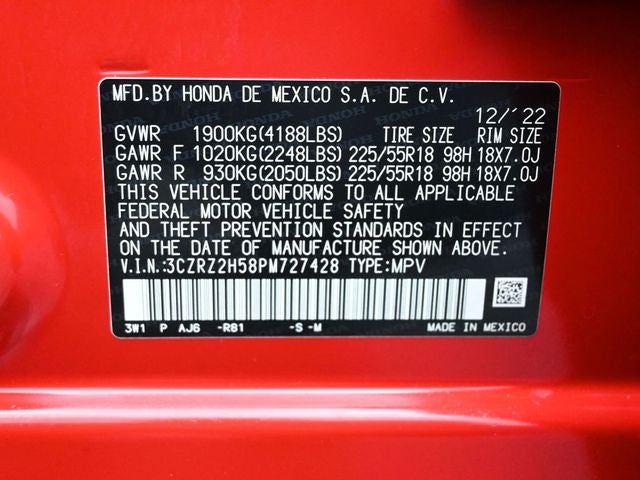 MFD.BY HONDA DE MEXICO S.A. DE C.V.
12/'22
GVWR 1900KG(4188LBS) TIRE SIZE RIM SIZE
GAWR F 1020KG(2248LBS) 225/55R18 98H 18X7.0J
GAWR R 930KG(2050LBS) 225/55R18 98H 18X7.0J
THIS VEHICLE CONFORMS TO ALL APPLICABLE
FEDERAL MOTOR VEHICLE SAFETY
AND THEFT PREVENTION STANDARDS IN EFFECT
ON THE DATE OF MANUFACTURE SHOWN ABOVE.
V.I.N.:3CZRZ2H58PM727428 TYPE:MPV
3W1 P AJ6 -R81 -S -M MADE IN MEXICO